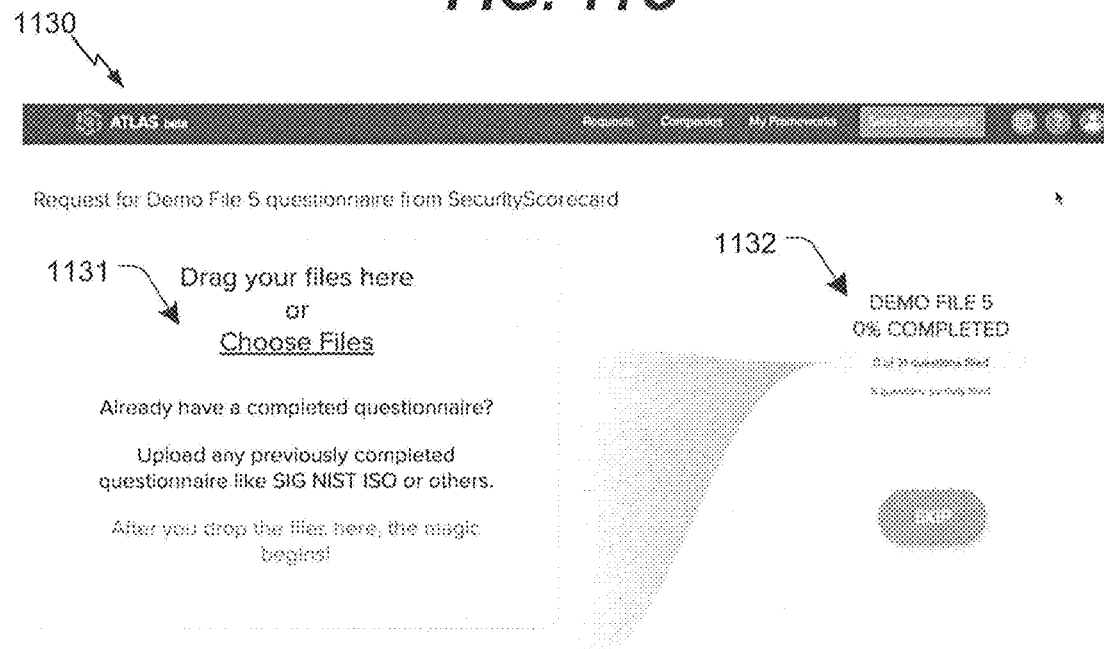 1130
ATLAS beta
Requests Companies My Frameworks
Request for Demo File 5 questionnaire from SecurityScorecard
1131
Drag your files here
or
Choose Files
Already have a completed questionnaire?
Upload any previously completed
questionnaire like SIG NIST ISO or others.
After you drop the files here, the magic
begins!
1132
DEMO FILE 5
0% COMPLETED
SKIP